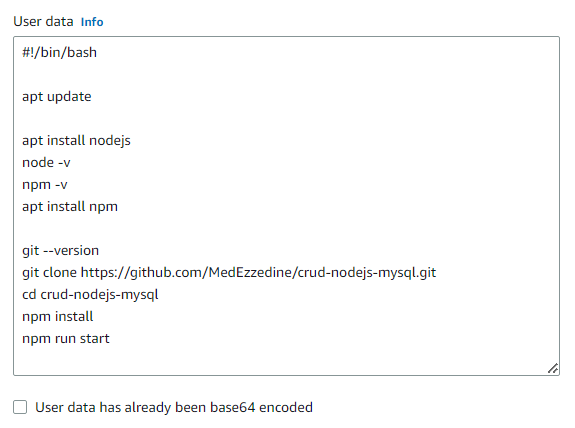 User data Info
#!/bin/bash
apt update
apt install nodejs
node -v
npm -v
apt install npm
git --version
git clone https://github.com/MedEzzedine/crud-nodejs-mysql.git
cd crud-nodejs-mysql
npm install
npm run start
User data has already been base64 encoded